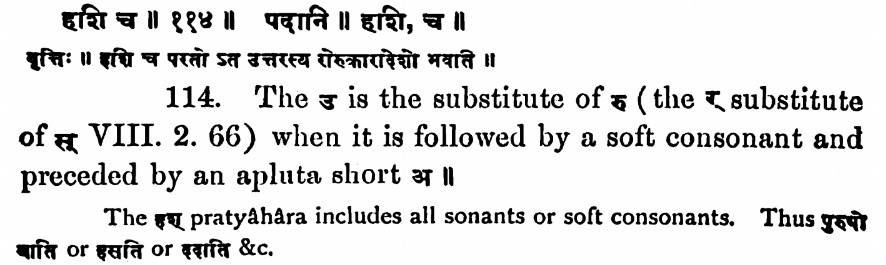 हशि च ॥ ११४ ॥ पदानि ॥ हशि, च ॥
वृत्तिः ॥ हशि च परतो ऽत उत्तरस्य रोरुकारादेशो भवति ॥
114. The उ is the substitute of रु (the र् substitute
of स् VIII. 2. 66) when it is followed by a soft consonant and
preceded by an apluta short अ ॥
The हश् pratyâhâra includes all sonants or soft consonants. Thus पुरुषो
याति or हसति or ददाति &c.